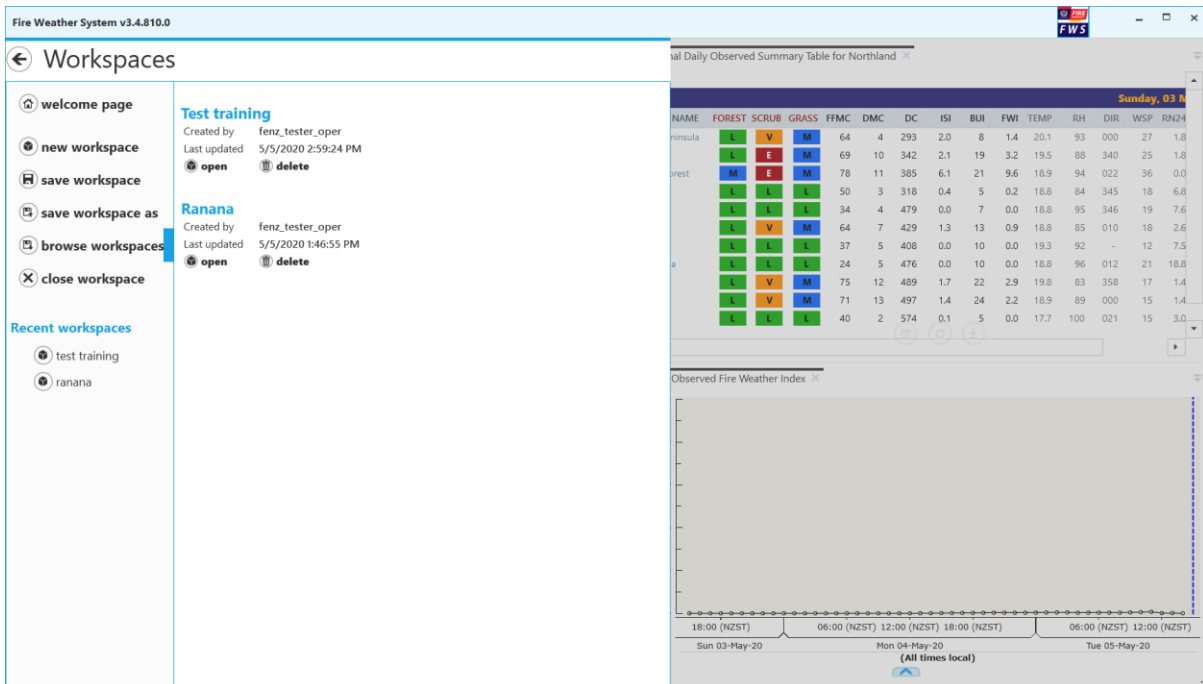 Fire Weather System v3.4.810.0
FIRE
FWS
Workspaces
welcome page
new workspace
save workspace
save workspace as
browse workspaces
close workspace
Recent workspaces
test training
ranana
Test training
Created by fenz_tester_oper
Last updated 5/5/2020 2:59:24 PM
open delete
Ranana
Created by fenz_tester_oper
Last updated 5/5/2020 1:46:55 PM
open delete
nal Daily Observed Summary Table for Northland
Sunday, 03 M
NAME FOREST SCRUB GRASS FFMC DMC DC ISI BUI FWI TEMP RH DIR WSP RN24
ninsula L V M 64 4 293 2.0 8 1.4 20.1 93 000 27 1.8
L E M 69 10 342 2.1 19 3.2 19.5 88 340 25 1.8
orest M E M 78 11 385 6.1 21 9.6 18.9 94 022 36 0.0
L L L 50 3 318 0.4 5 0.2 18.8 84 345 18 6.8
L L L 34 4 479 0.0 7 0.0 18.8 95 346 19 7.6
L V M 64 7 429 1.3 13 0.9 18.8 85 010 18 2.6
L L L 37 5 408 0.0 10 0.0 19.3 92 - 12 7.5
a L L L 24 5 476 0.0 10 0.0 18.8 96 012 21 18.8
L V M 75 12 489 1.7 22 2.9 19.8 83 358 17 1.4
L V M 71 13 497 1.4 24 2.2 18.9 89 000 15 1.4
L L L 40 2 574 0.1 5 0.0 17.7 100 021 15 3.0
Observed Fire Weather Index
18:00 (NZST) 06:00 (NZST) 12:00 (NZST) 18:00 (NZST) 06:00 (NZST) 12:00 (NZST)
Sun 03-May-20 Mon 04-May-20 Tue 05-May-20
(All times local)